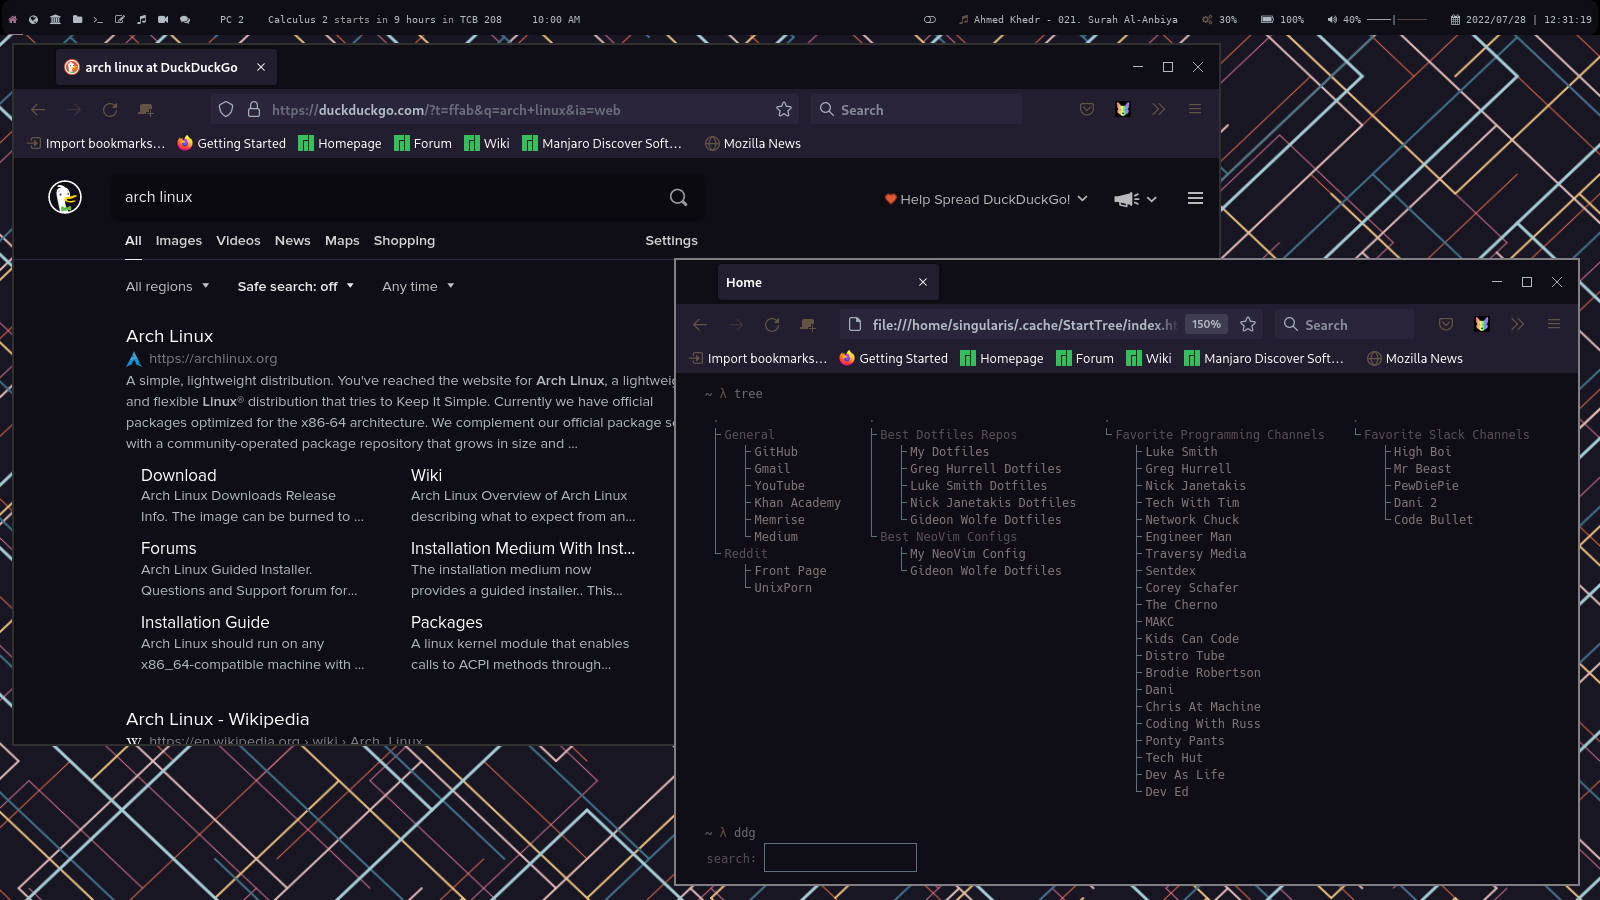 PC 2 Calculus 2 starts in 9 hours in TCB 208 10:00 AM Ahmed Khedr - 021. Surah Al-Anbiya 30% 100% 40% 2022/07/28 | 12:31:19
arch linux at DuckDuckGo
https://duckduckgo.com/?t=ffab&q=arch+linux&ia=web Search
Import bookmarks… Getting Started Homepage Forum Wiki Manjaro Discover Soft… Mozilla News
arch linux Help Spread DuckDuckGo!
All Images Videos News Maps Shopping Settings
All regions Safe search: off Any time
Arch Linux
https://archlinux.org
A simple, lightweight distribution. You've reached the website for Arch Linux, a lightwei
and flexible Linux® distribution that tries to Keep It Simple. Currently we have official
packages optimized for the x86-64 architecture. We complement our official package s
with a community-operated package repository that grows in size and ...
Download
Arch Linux Downloads Release
Info. The image can be burned to ...
Wiki
Arch Linux Overview of Arch Linux
describing what to expect from an...
Forums
Arch Linux Guided Installer.
Questions and Support forum for...
Installation Medium With Inst...
The installation medium now
provides a guided installer.. This...
Installation Guide
Arch Linux should run on any
x86_64-compatible machine with ...
Packages
A linux kernel module that enables
calls to ACPI methods through...
Arch Linux - Wikipedia
W https://en.wikipedia.org › wiki › Arch_Linux
Home
file:///home/singularis/.cache/StartTree/index.ht 150% Search
Import bookmarks… Getting Started Homepage Forum Wiki Manjaro Discover Soft… Mozilla News
~ λ tree
.
General
GitHub
Gmail
YouTube
Khan Academy
Memrise
Medium
Reddit
Front Page
UnixPorn
.
Best Dotfiles Repos
My Dotfiles
Greg Hurrell Dotfiles
Luke Smith Dotfiles
Nick Janetakis Dotfiles
Gideon Wolfe Dotfiles
Best NeoVim Configs
My NeoVim Config
Gideon Wolfe Dotfiles
.
Favorite Programming Channels
Luke Smith
Greg Hurrell
Nick Janetakis
Tech With Tim
Network Chuck
Engineer Man
Traversy Media
Sentdex
Corey Schafer
The Cherno
MAKC
Kids Can Code
Distro Tube
Brodie Robertson
Dani
Chris At Machine
Coding With Russ
Ponty Pants
Tech Hut
Dev As Life
Dev Ed
.
Favorite Slack Channels
High Boi
Mr Beast
PewDiePie
Dani 2
Code Bullet
~ λ ddg
search: